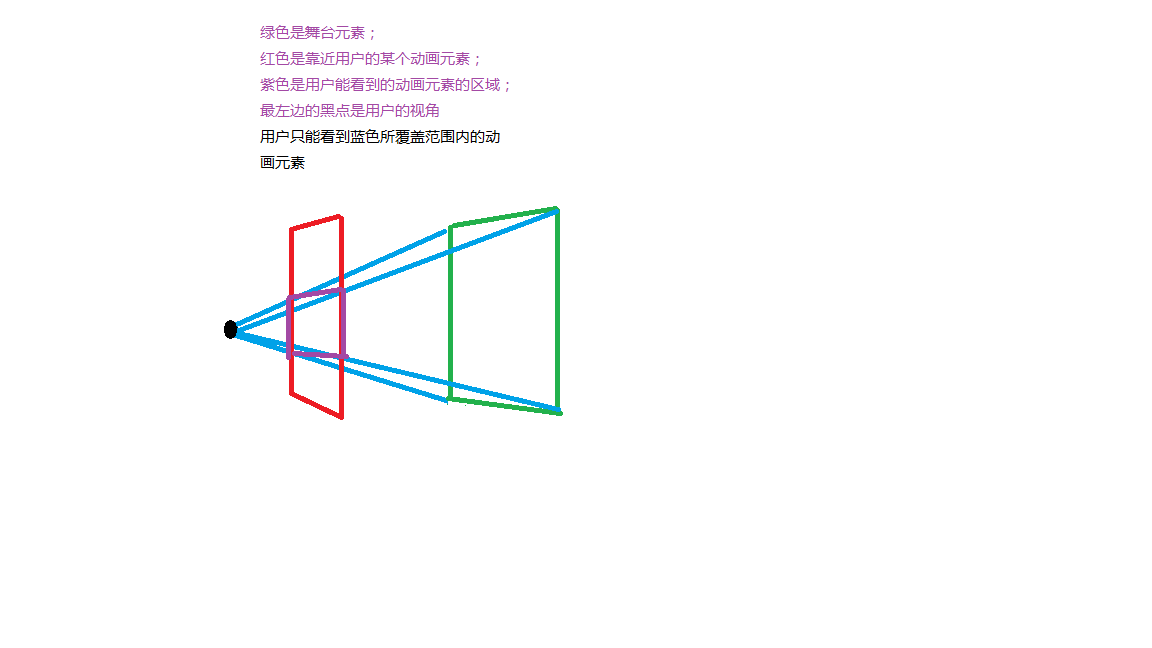 绿色是舞台元素；
红色是靠近用户的某个动画元素；
紫色是用户能看到的动画元素的区域；
最左边的黑点是用户的视角
用户只能看到蓝色所覆盖范围内的动
画元素